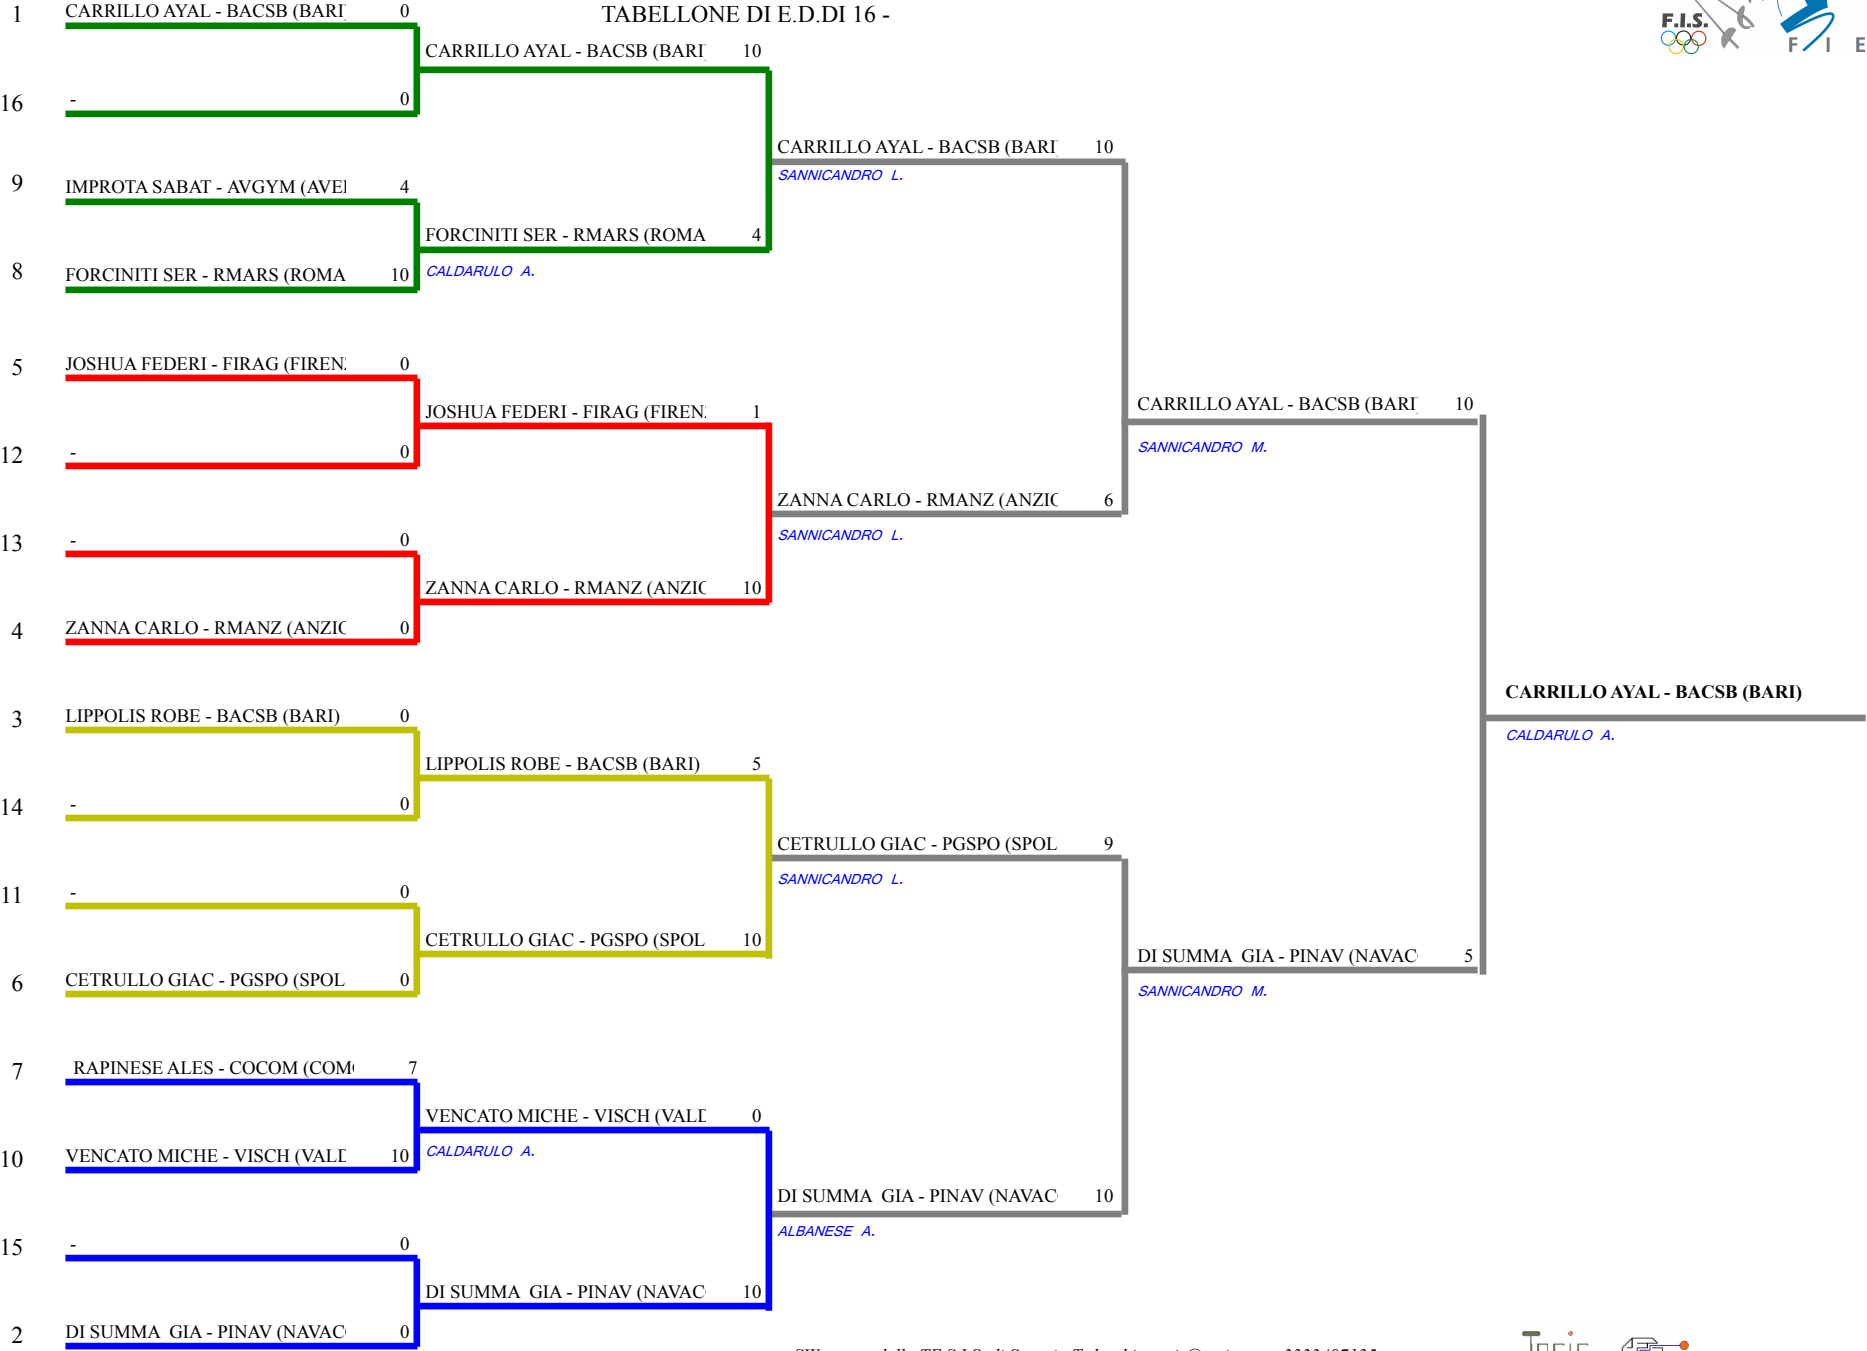 TABELLONE DI E.D.DI 16 -
F.I.S.
F I E
1 CARRILLO AYAL - BACSB (BARI 0
16 - 0
9 IMPROTA SABAT - AVGYM (AVE 4
8 FORCINITI SER - RMARS (ROMA 10
5 JOSHUA FEDERI - FIRAG (FIREN 0
12 - 0
13 - 0
4 ZANNA CARLO - RMANZ (ANZI 0
3 LIPPOLIS ROBE - BACSB (BARI) 0
14 - 0
11 - 0
6 CETRULLO GIAC - PGSPO (SPOL 0
7 RAPINESE ALES - COCOM (COM 7
10 VENCATO MICHE - VISCH (VALD 10
15 - 0
2 DI SUMMA GIA - PINAV (NAVAC 0
CARRILLO AYAL - BACSB (BARI 10
FORCINITI SER - RMARS (ROMA 4
CALDARULO A.
JOSHUA FEDERI - FIRAG (FIREN 1
ZANNA CARLO - RMANZ (ANZIO 10
LIPPOLIS ROBE - BACSB (BARI) 5
CETRULLO GIAC - PGSPO (SPOL 10
VENCATO MICHE - VISCH (VALD 0
CALDARULO A.
DI SUMMA GIA - PINAV (NAVAC 10
CARRILLO AYAL - BACSB (BARI 10
SANNICANDRO L.
ZANNA CARLO - RMANZ (ANZIO 6
SANNICANDRO L.
CETRULLO GIAC - PGSPO (SPOL 9
SANNICANDRO L.
DI SUMMA GIA - PINAV (NAVAC 10
ALBANESE A.
CARRILLO AYAL - BACSB (BARI 10
SANNICANDRO M.
DI SUMMA GIA - PINAV (NAVAC 5
SANNICANDRO M.
CARRILLO AYAL - BACSB (BARI)
CALDARULO A.